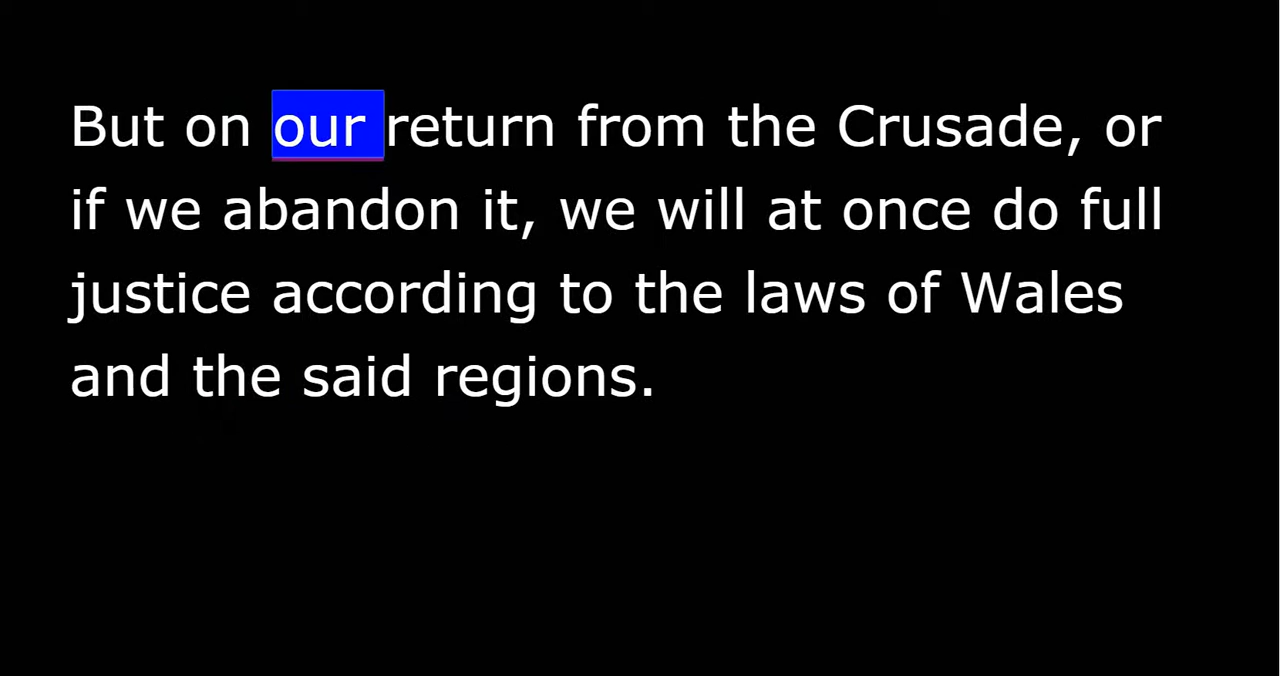 But on our return from the Crusade, or
if we abandon it, we will at once do full
justice according to the laws of Wales
and the said regions.